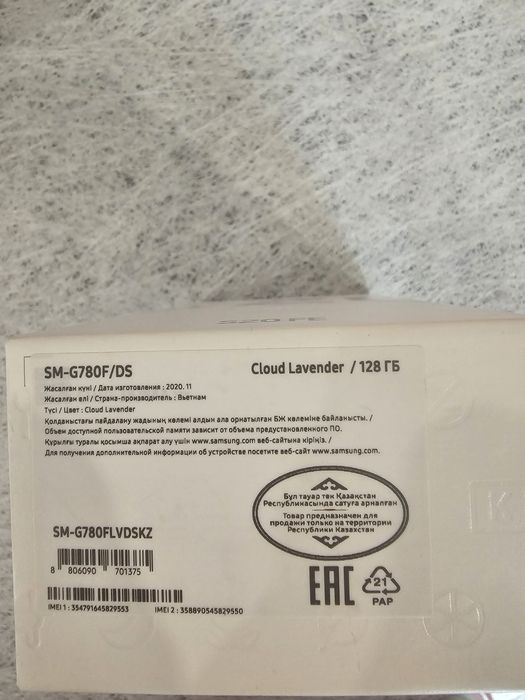 S20 FE
SM-G780F/DS
Cloud Lavender / 128 ГБ
Жасалған күні / Дата изготовления : 2020. 11
Жасалған елі / Страна-производитель : Вьетнам
Түсі / Цвет : Cloud Lavender
Қолданыстағы пайдалану жадының көлемі алдын ала орнатылған БЖ көлеміне байланысты. /
Объем доступной пользовательской памяти зависит от объема предустановленного ПО.
Құрылғы туралы қосымша ақпарат алу үшін www.samsung.com веб-сайтына кіріңіз. /
Для получения дополнительной информации об устройстве посетите веб-сайт www.samsung.com.
Бұл тауар тек Қазақстан
Республикасында сатуға арналған
Товар предназначен для
продажи только на территории
Республики Казахстан
SM-G780FLVDSKZ
8 806090 701375
EAC
21
PAP
IMEI 1 : 354791645829553
IMEI 2 : 358890545829550